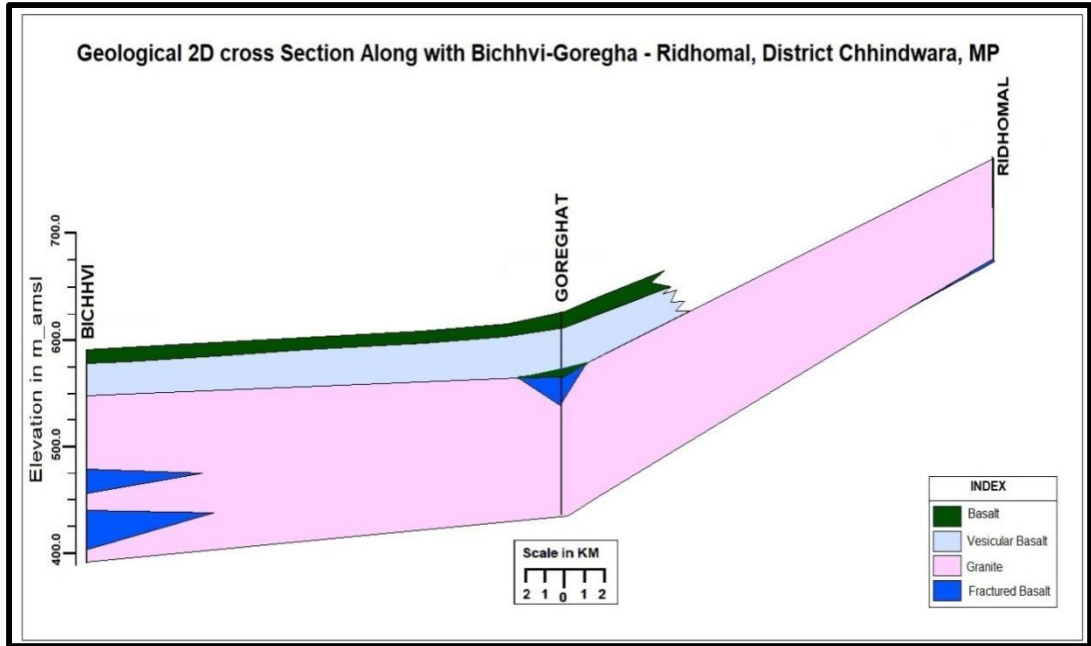 Geological 2D cross Section Along with Bichhvi-Goregha - Ridhomal, District Chhindwara, MP
RIDHOMAL
GOREGHAT
BICHHVI
Elevation in m_amsl
700.0
600.0
500.0
400.0
Scale in KM
2 1 0 1 2
INDEX
Basalt
Vesicular Basalt
Granite
Fractured Basalt